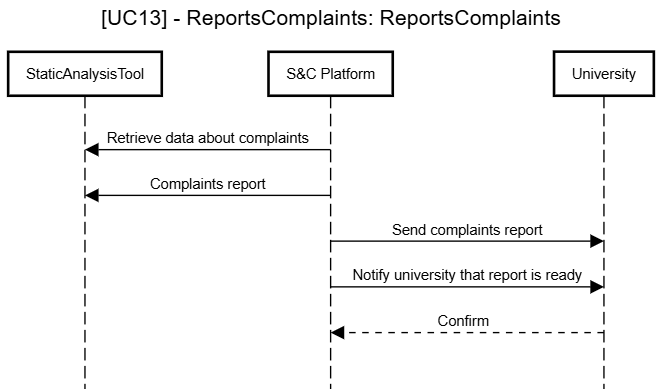 [UC13] - ReportsComplaints: ReportsComplaints
StaticAnalysisTool
S&C Platform
University
Retrieve data about complaints
Complaints report
Send complaints report
Notify university that report is ready
Confirm